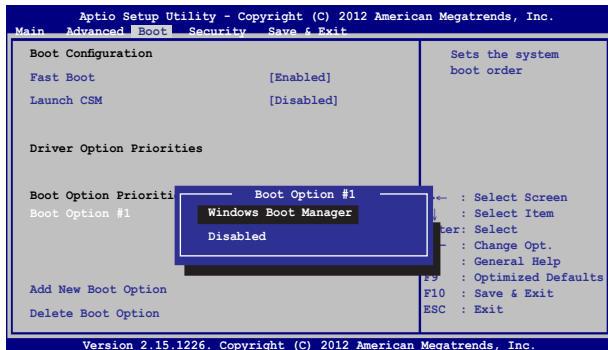 Aptio Setup Utility - Copyright (C) 2012 American Megatrends, Inc.
Main Advanced Boot Security Save & Exit
Boot Configuration
Fast Boot [Enabled]
Launch CSM [Disabled]
Driver Option Priorities
Boot Option Prioriti
Boot Option #1
Boot Option #1
Windows Boot Manager
Disabled
Add New Boot Option
Delete Boot Option
Sets the system
boot order
←: Select Screen
: Select Item
ter: Select
: Change Opt.
: General Help
F9 : Optimized Defaults
F10 : Save & Exit
ESC : Exit
Version 2.15.1226. Copyright (C) 2012 American Megatrends, Inc.